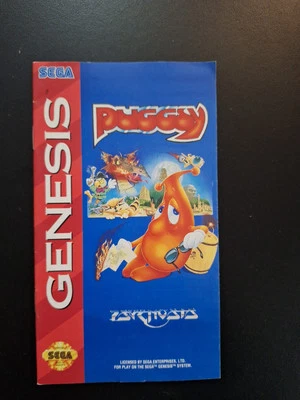 SEGA
GENESIS
PUGGSY
PSYGNOSIS
SEGA
LICENSED BY SEGA ENTERPRISES, LTD.
FOR PLAY ON THE SEGA™ GENESIS™ SYSTEM.